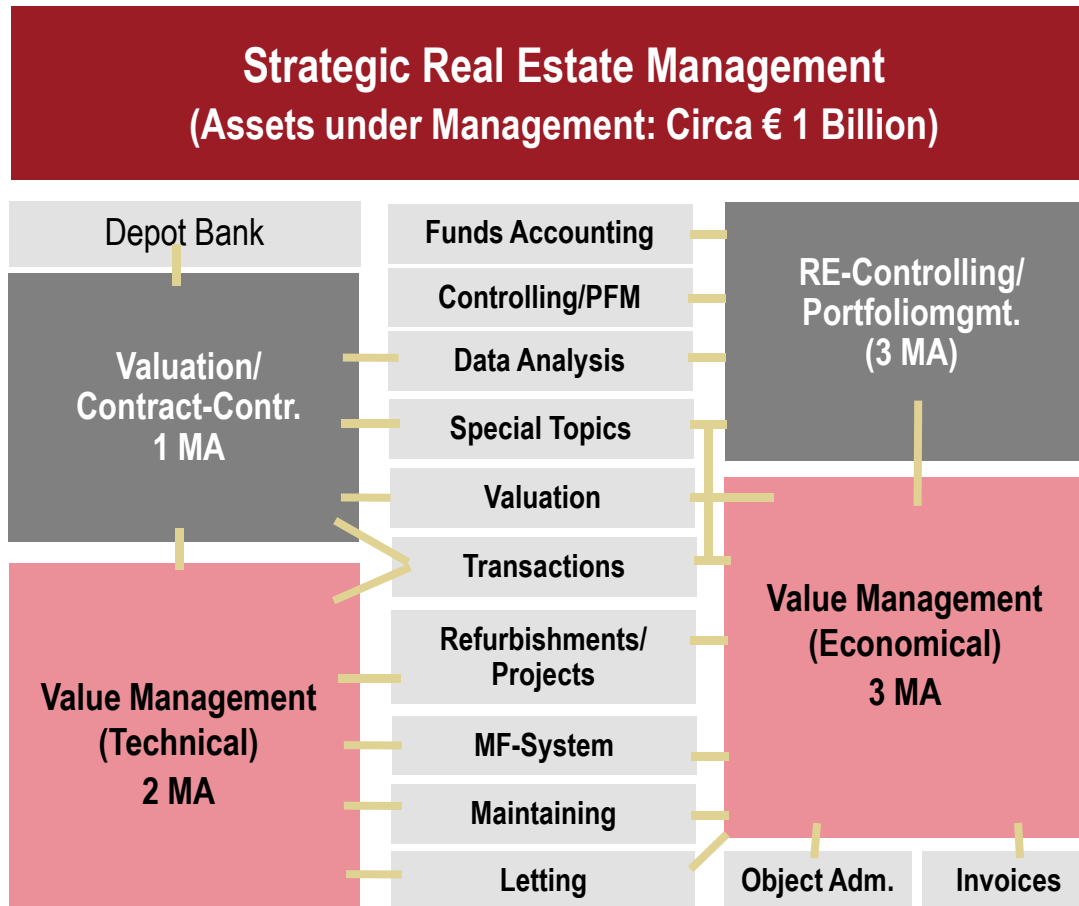 Strategic Real Estate Management
(Assets under Management: Circa € 1 Billion)
Depot Bank
Valuation/
Contract-Contr.
1 MA
Value Management
(Technical)
2 MA
Funds Accounting
Controlling/PFM
Data Analysis
Special Topics
Valuation
Transactions
Refurbishments/
Projects
MF-System
Maintaining
Letting
RE-Controlling/
Portfoliomgmt.
(3 MA)
Value Management
(Economical)
3 MA
Object Adm.
Invoices